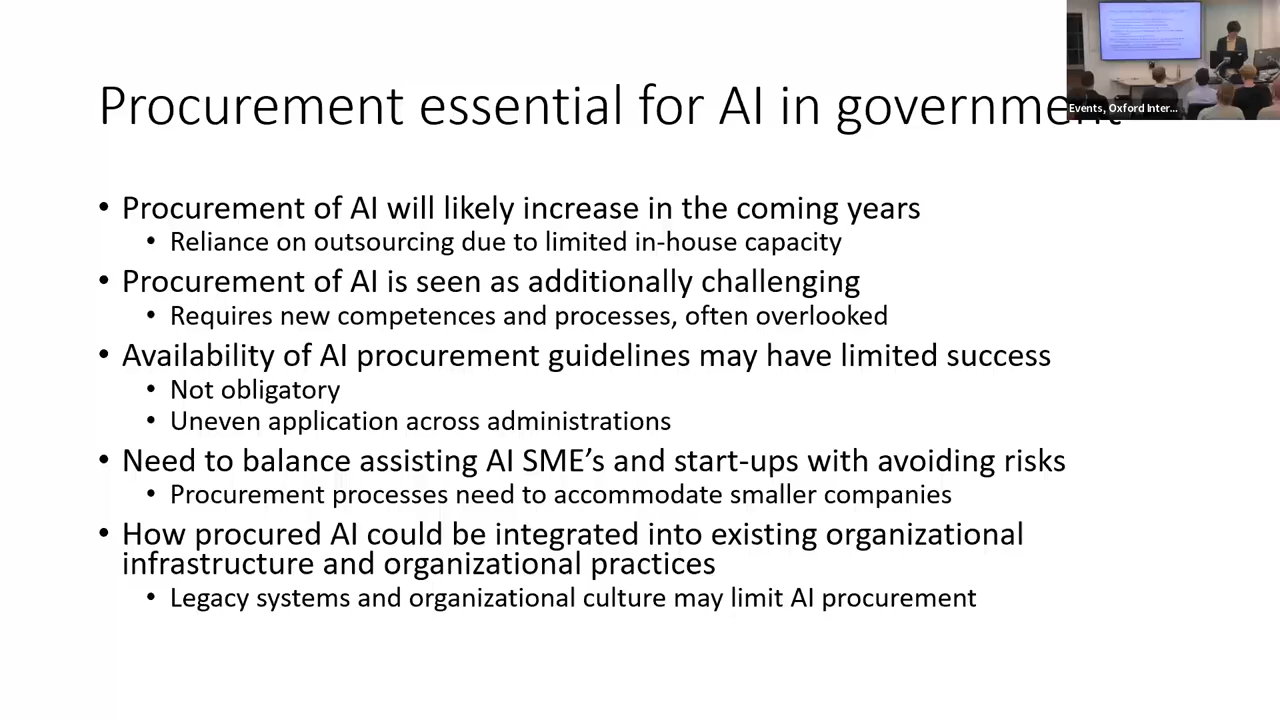 Procurement essential for AI in government
• Procurement of AI will likely increase in the coming years
• Reliance on outsourcing due to limited in-house capacity
• Procurement of AI is seen as additionally challenging
• Requires new competences and processes, often overlooked
• Availability of AI procurement guidelines may have limited success
• Not obligatory
• Uneven application across administrations
• Need to balance assisting AI SME’s and start-ups with avoiding risks
• Procurement processes need to accommodate smaller companies
• How procured AI could be integrated into existing organizational
infrastructure and organizational practices
• Legacy systems and organizational culture may limit AI procurement
Events, Oxford Inter...